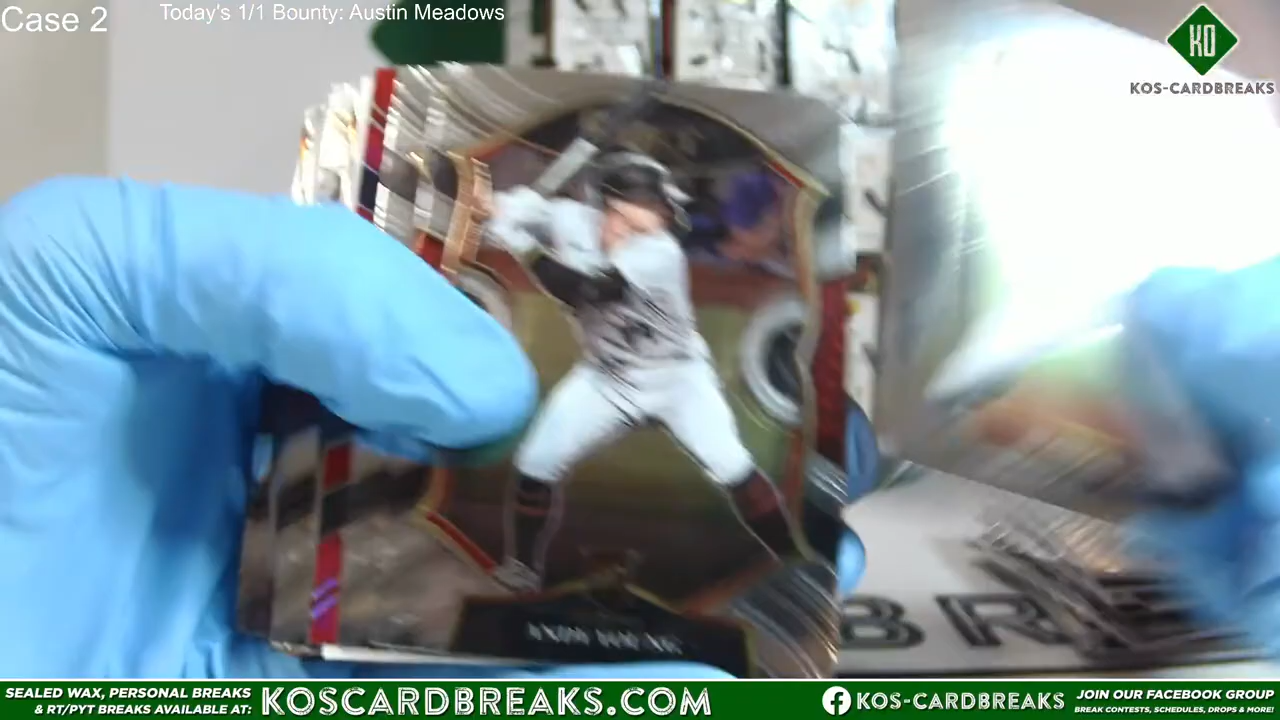 Case 2
Today's 1/1 Bounty: Austin Meadows
KO
KOS-CARDBREAKS
BRE
SEALED WAX, PERSONAL BREAKS
& RT/PYT BREAKS AVAILABLE AT:
KOSCARDBREAKS.COM
KOS-CARDBREAKS
JOIN OUR FACEBOOK GROUP
BREAK CONTESTS, SCHEDULES, DROPS & MORE!